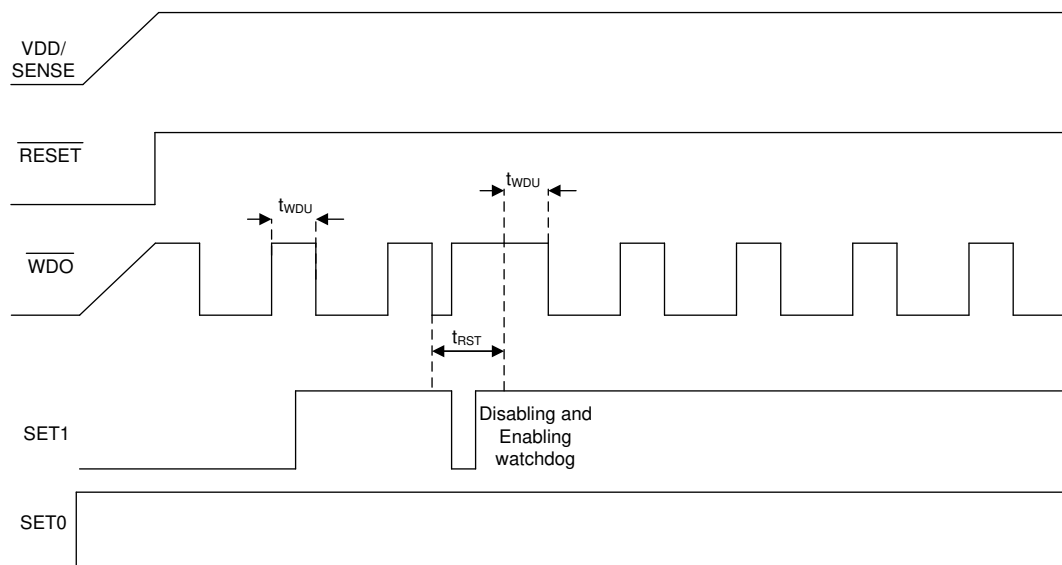 VDD/
SENSE
RESET
tWDU
tWDU
WDO
tRST
SET1
Disabling and
Enabling
watchdog
SET0